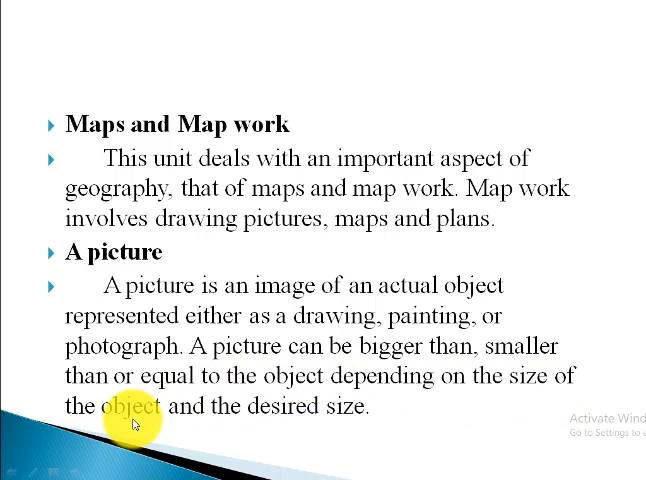 Maps and Map work
This unit deals with an important aspect of
geography, that of maps and map work. Map work
involves drawing pictures, maps and plans.
A picture
A picture is an image of an actual object
represented either as a drawing, painting, or
photograph. A picture can be bigger than, smaller
than or equal to the object depending on the size of
the object and the desired size.
Activate Wind
Go to Settings to a